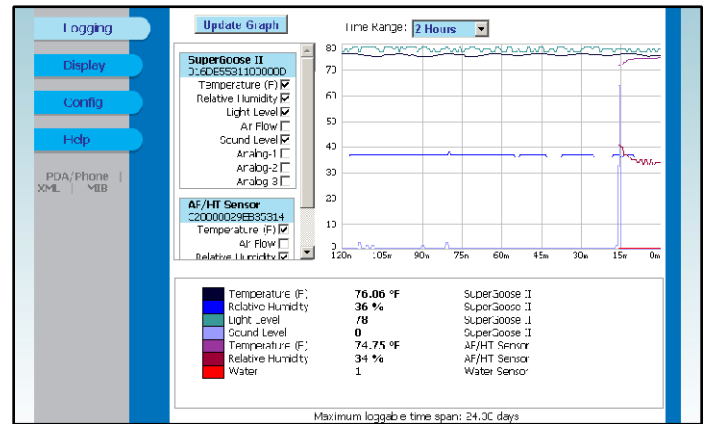 Logging
Display
Config
Help
PDA/Phone |
XML | MIB
Update Graph
Time Range: 2 Hours
SuperGoose II
Temperature (F)
Relative Humidity
Light Level
Air Flow
Sound Level
Analog-1
Analog-2
Analog 3
AF/HT Sensor
Temperature (F)
Air Flow
Relative Humidity
80
70
60
50
40
30
20
10
0
120m 105m 90m 75m 60m 45m 30m 15m 0m
Temperature (F) 76.06 °F SuperGoose II
Relative Humidity 36 % SuperGoose II
Light Level 78 SuperGoose II
Sound Level 0 SuperGoose II
Temperature (F) 74.75 °F AF/HT Sensor
Relative Humidity 34 % AF/HT Sensor
Water 1 Water Sensor
Maximum loggable time span: 24.00 days